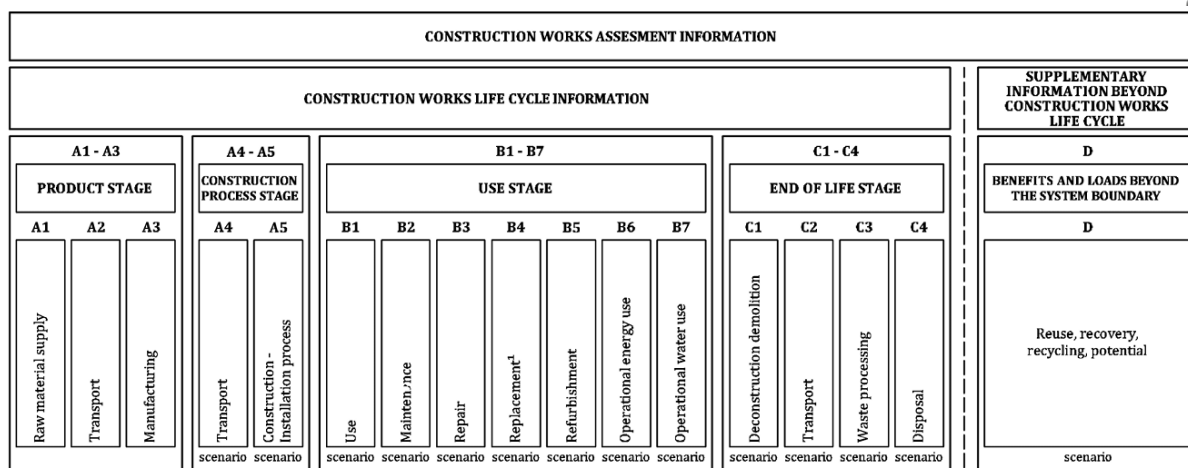 CONSTRUCTION WORKS ASSESMENT INFORMATION
CONSTRUCTION WORKS LIFE CYCLE INFORMATION
SUPPLEMENTARY
INFORMATION BEYOND
CONSTRUCTION WORKS
LIFE CYCLE
A1 - A3
PRODUCT STAGE
A1 A2 A3
Raw material supply
Transport
Manufacturing
A4 - A5
CONSTRUCTION
PROCESS STAGE
A4 A5
Transport
Construction -
Installation process
scenario scenario
B1 - B7
USE STAGE
B1 B2 B3 B4 B5 B6 B7
Use
Maintennce
Repair
Replacement¹
Refurbishment
Operational energy use
Operational water use
scenario scenario scenario scenario scenario scenario scenario
C1 - C4
END OF LIFE STAGE
C1 C2 C3 C4
Deconstruction demolition
Transport
Waste processing
Disposal
scenario scenario scenario scenario
D
BENEFITS AND LOADS BEYOND
THE SYSTEM BOUNDARY
D
Reuse, recovery,
recycling, potential
scenario